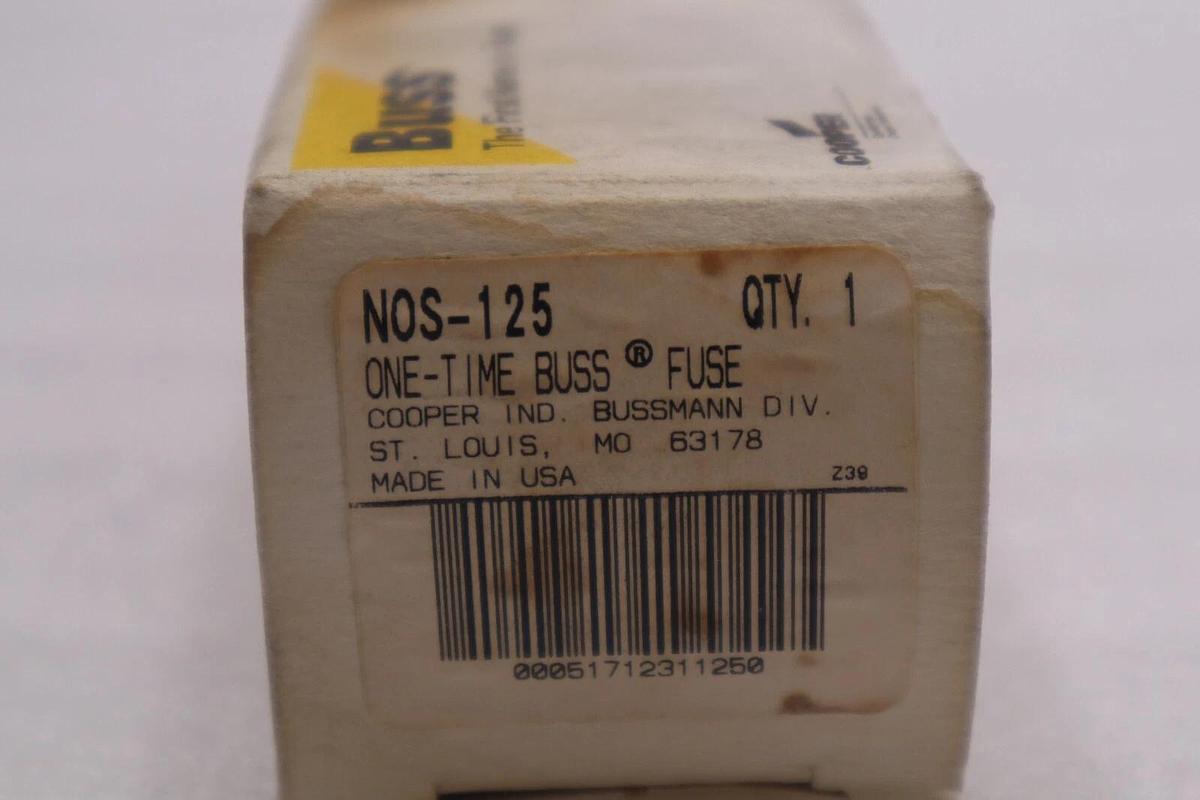 BUSS
COOPER
NOS-125 QTY. 1
ONE-TIME BUSS® FUSE
COOPER IND. BUSSMANN DIV.
ST. LOUIS, MO 63178
MADE IN USA Z39
00051712311250